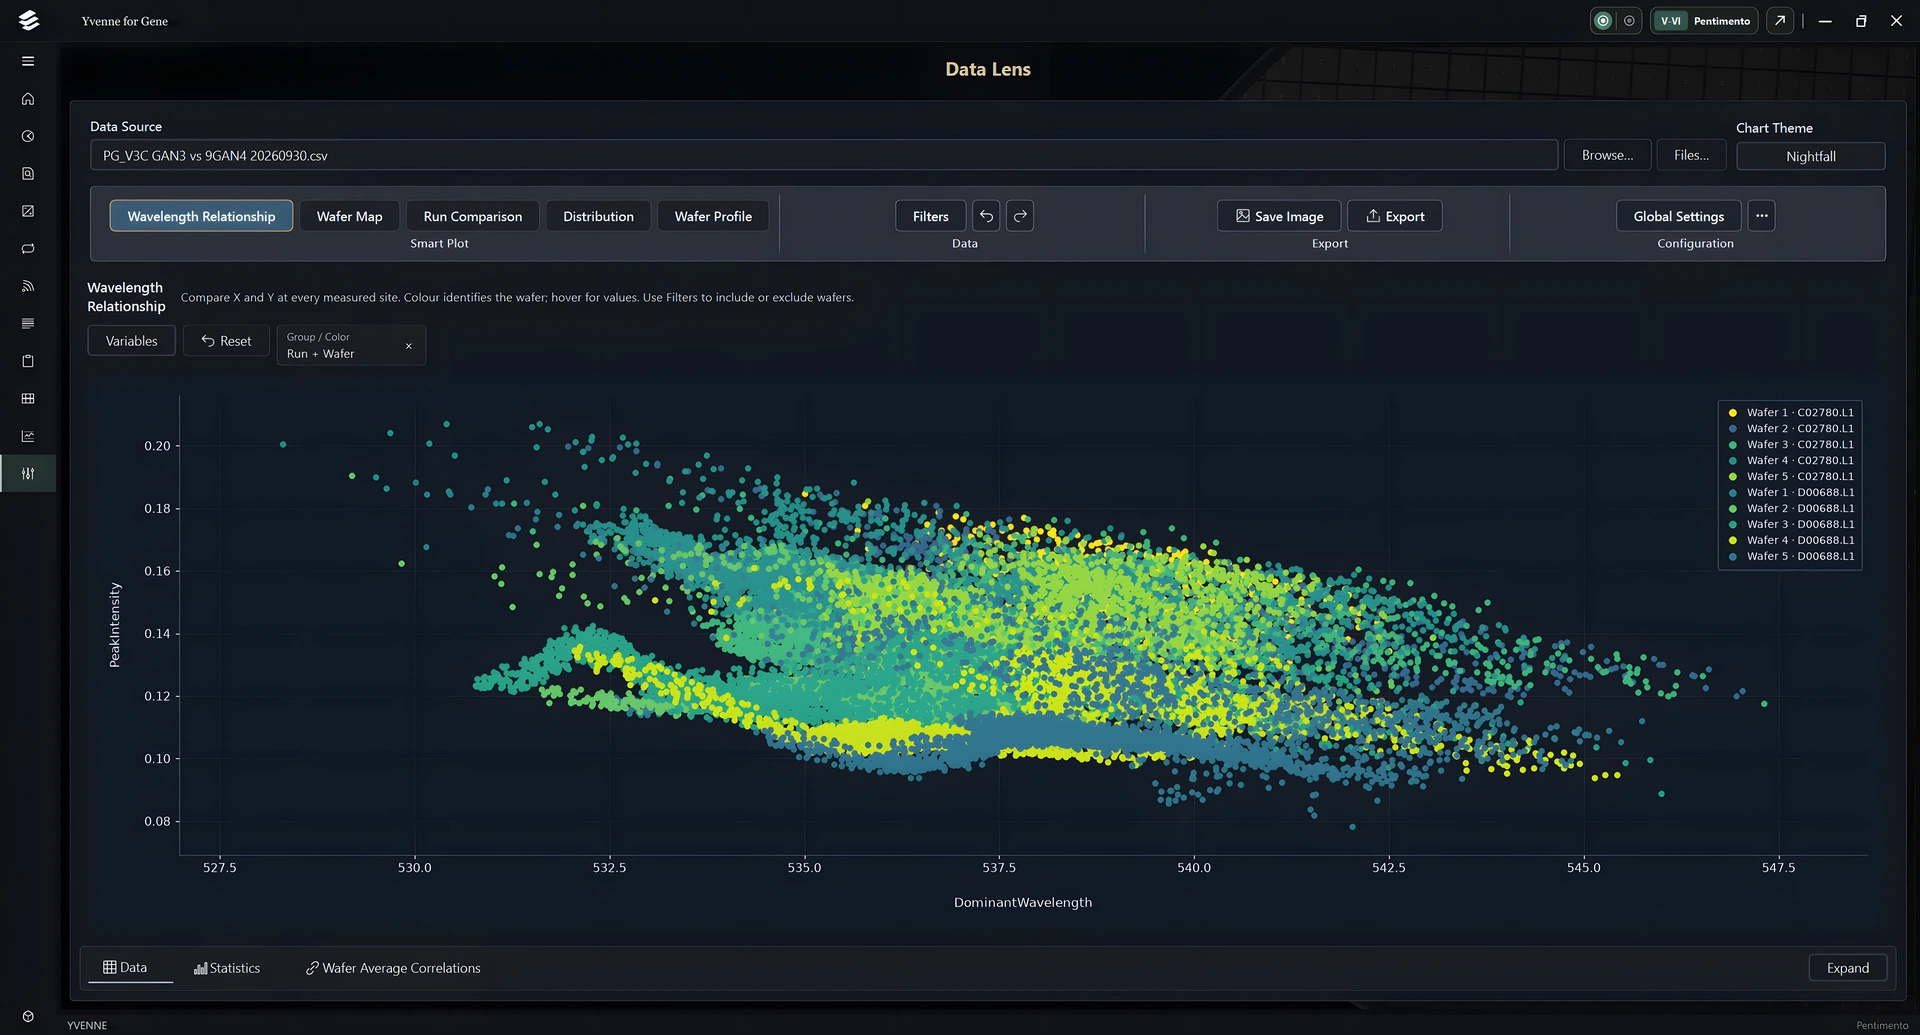 Yvenne for Gene
V-VI Pentimento
Data Lens
Data Source
Chart Theme
PG_V3C GAN3 vs 9GAN4 20260930.csv
Browse...
Files...
Nightfall
Wavelength Relationship
Wafer Map
Run Comparison
Distribution
Wafer Profile
Smart Plot
Filters
Data
Save Image
Export
Export
Global Settings
...
Configuration
Wavelength
Relationship
Compare X and Y at every measured site. Colour identifies the wafer; hover for values. Use Filters to include or exclude wafers.
Variables
Reset
Group / Color
Run + Wafer
×
Wafer 1 · C02780.L1
Wafer 2 · C02780.L1
Wafer 3 · C02780.L1
Wafer 4 · C02780.L1
Wafer 5 · C02780.L1
Wafer 1 · D00688.L1
Wafer 2 · D00688.L1
Wafer 3 · D00688.L1
Wafer 4 · D00688.L1
Wafer 5 · D00688.L1
PeakIntensity
0.20
0.18
0.16
0.14
0.12
0.10
0.08
527.5
530.0
532.5
535.0
537.5
540.0
542.5
545.0
547.5
DominantWavelength
Data
Statistics
Wafer Average Correlations
Expand
YVENNE
Pentimento